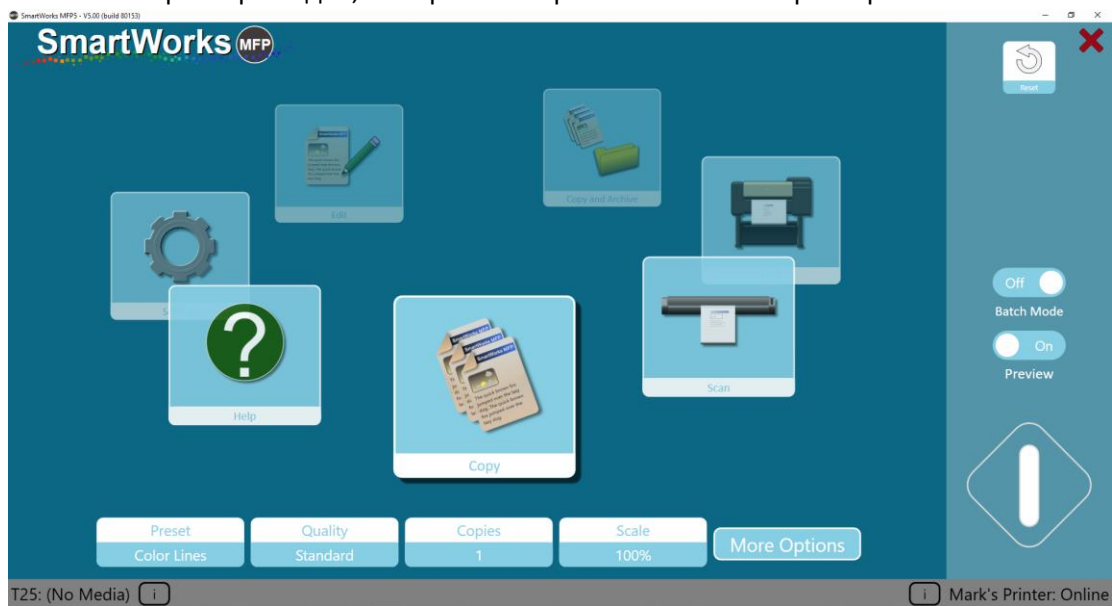 SmartWorks MFP5 - V5.00 (build 80153)
SmartWorks MFP
Reset
Edit
Copy and Archive
Help
Copy
Scan
Off
Batch Mode
On
Preview
Preset
Color Lines
Quality
Standard
Copies
1
Scale
100%
More Options
T25: (No Media) i
i Mark's Printer: Online